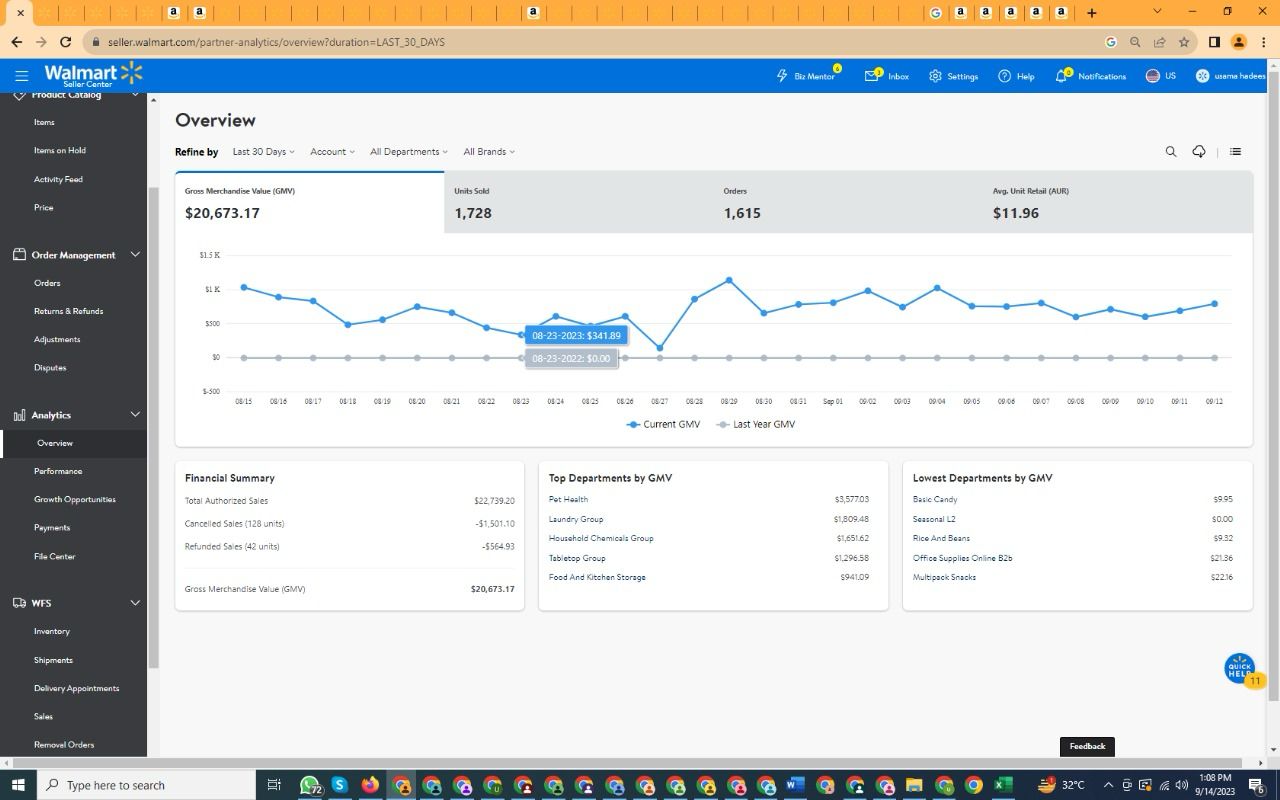 seller.walmart.com/partner-analytics/overview?duration=LAST_30_DAYS
Walmart
Seller Center
Biz Mentor
Inbox
Settings
Help
Notifications
US
usama hadees
Product Catalog
Items
Items on Hold
Activity Feed
Price
Order Management
Orders
Returns & Refunds
Adjustments
Disputes
Analytics
Overview
Performance
Growth Opportunities
Payments
File Center
WFS
Inventory
Shipments
Delivery Appointments
Sales
Removal Orders
Overview
Refine by Last 30 Days Account All Departments All Brands
Gross Merchandise Value (GMV)
$20,673.17
Units Sold
1,728
Orders
1,615
Avg. Unit Retail (AUR)
$11.96
$1.5 K
$1 K
$500
$0
$-500
08-23-2023: $341.89
08-23-2022: $0.00
08/15 08/16 08/17 08/18 08/19 08/20 08/21 08/22 08/23 08/24 08/25 08/26 08/27 08/28 08/29 08/30 08/31 Sep 01 09/02 09/03 09/04 09/05 09/06 09/07 09/08 09/09 09/10 09/11 09/12
Current GMV Last Year GMV
Financial Summary
Total Authorized Sales $22,739.20
Cancelled Sales (128 units) -$1,501.10
Refunded Sales (42 units) -$564.93
Gross Merchandise Value (GMV) $20,673.17
Top Departments by GMV
Pet Health $3,577.03
Laundry Group $1,809.48
Household Chemicals Group $1,651.62
Tabletop Group $1,296.58
Food And Kitchen Storage $941.09
Lowest Departments by GMV
Basic Candy $9.95
Seasonal L2 $0.00
Rice And Beans $9.32
Office Supplies Online B2b $21.36
Multipack Snacks $22.16
QUICK
HELP
11
Feedback
Type here to search
72
32°C
1:08 PM
9/14/2023